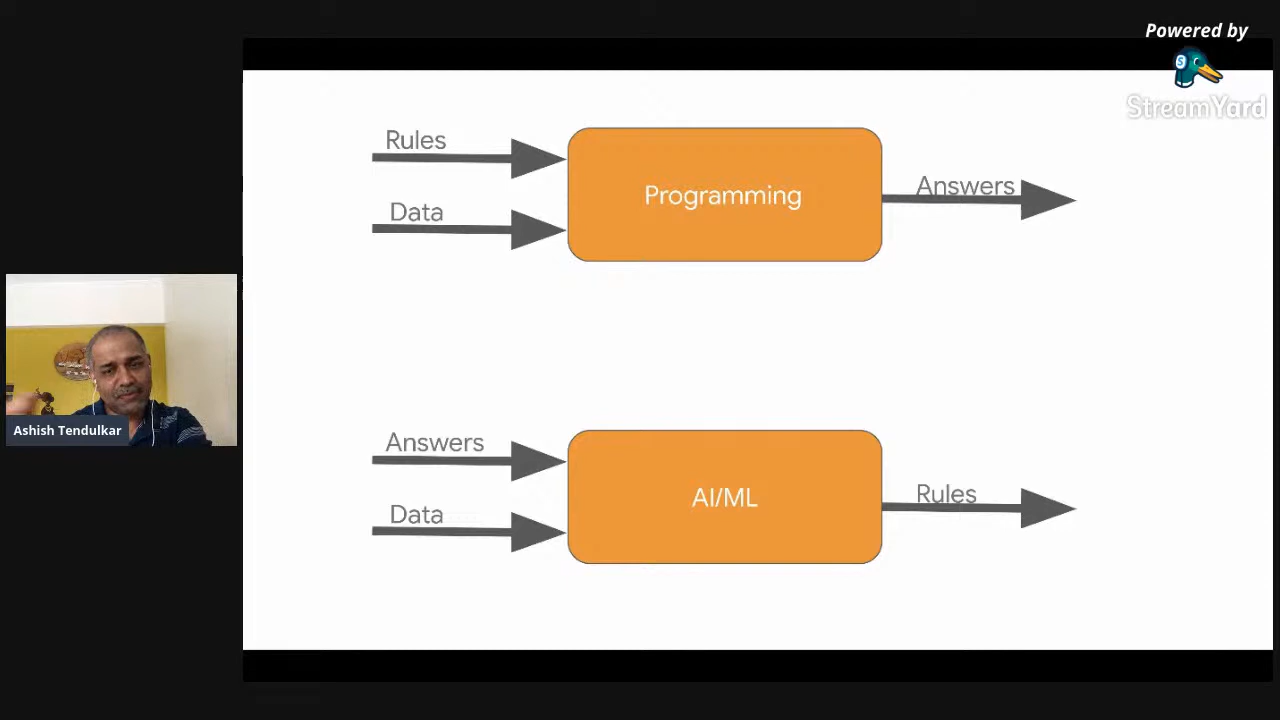 Powered by
StreamYard
Rules
Data
Programming
Answers
Ashish Tendulkar
Answers
Data
AI/ML
Rules